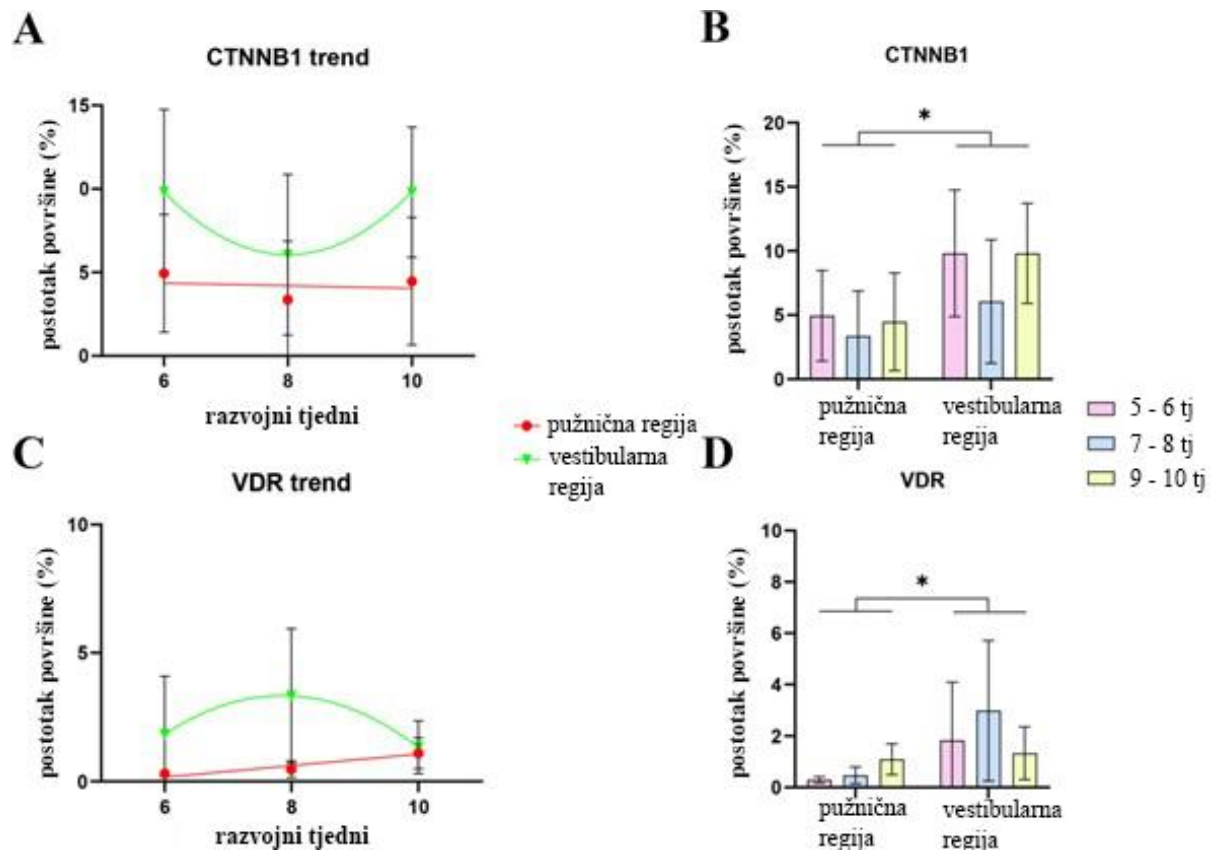 A
CTNNB1 trend
postotak površine (%)
15
0
5
0
6
8
10
razvojni tjedni
B
CTNNB1
*
postotak površine (%)
20
15
10
5
0
pužnična
regija
vestibularna
regija
pužnična regija
vestibularna
regija
5 - 6 tj
7 - 8 tj
9 - 10 tj
C
VDR trend
postotak površine (%)
10
5
0
6
8
10
razvojni tjedni
D
VDR
*
postotak površine (%)
10
8
6
4
2
0
pužnična
regija
vestibularna
regija